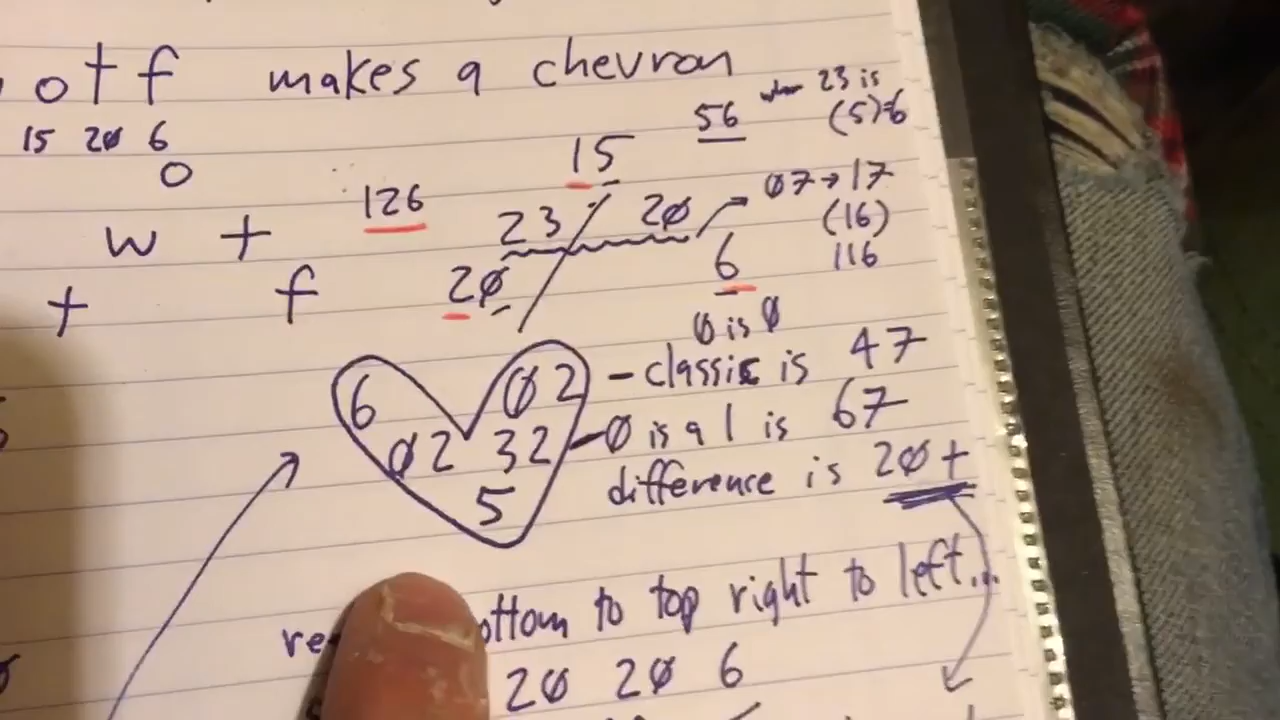 otf makes a chevron
15 20 6
56 when 23 is (5)=6
0
126
15
23 20 07→17
w +
(16)
6
116
+ f 20
0 is 0
6 02 - classic is 47
02 32 - 0 is a 1 is 67
5 difference is 20+
ottom to top right to left...
20 20 6